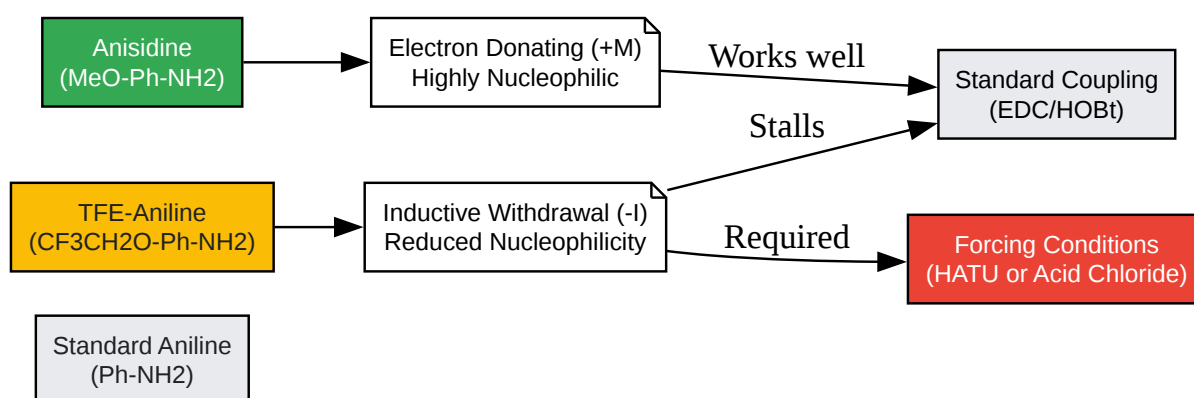 Anisidine
(MeO-Ph-NH2)
Electron Donating (+M)
Highly Nucleophilic
Works well
Standard Coupling
(EDC/HOBt)
Stalls
TFE-Aniline
(CF3CH2O-Ph-NH2)
Inductive Withdrawal (-I)
Reduced Nucleophilicity
Required
Forcing Conditions
(HATU or Acid Chloride)
Standard Aniline
(Ph-NH2)